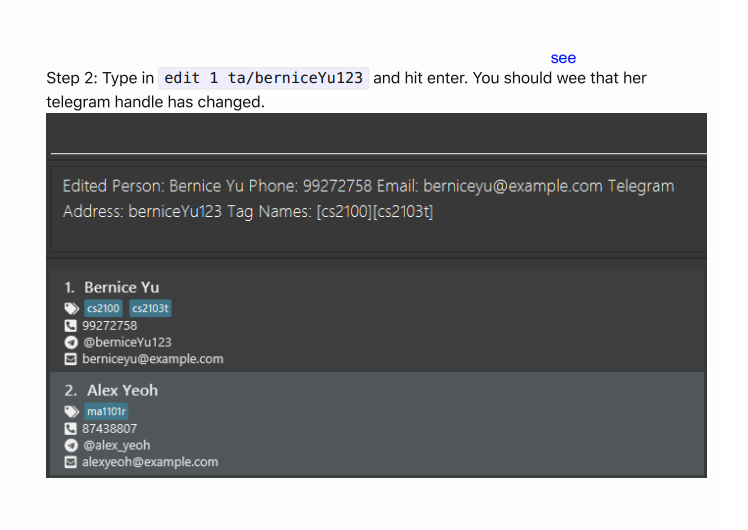 see
Step 2: Type in edit 1 ta/berniceYu123 and hit enter. You should wee that her
telegram handle has changed.
Edited Person: Bernice Yu Phone: 99272758 Email: berniceyu@example.com Telegram
Address: berniceYu123 Tag Names: [cs2100][cs2103t]
1. Bernice Yu
cs2100 cs2103t
99272758
@berniceYu123
berniceyu@example.com
2. Alex Yeoh
ma1101r
87438807
@alex_yeoh
alexyeoh@example.com